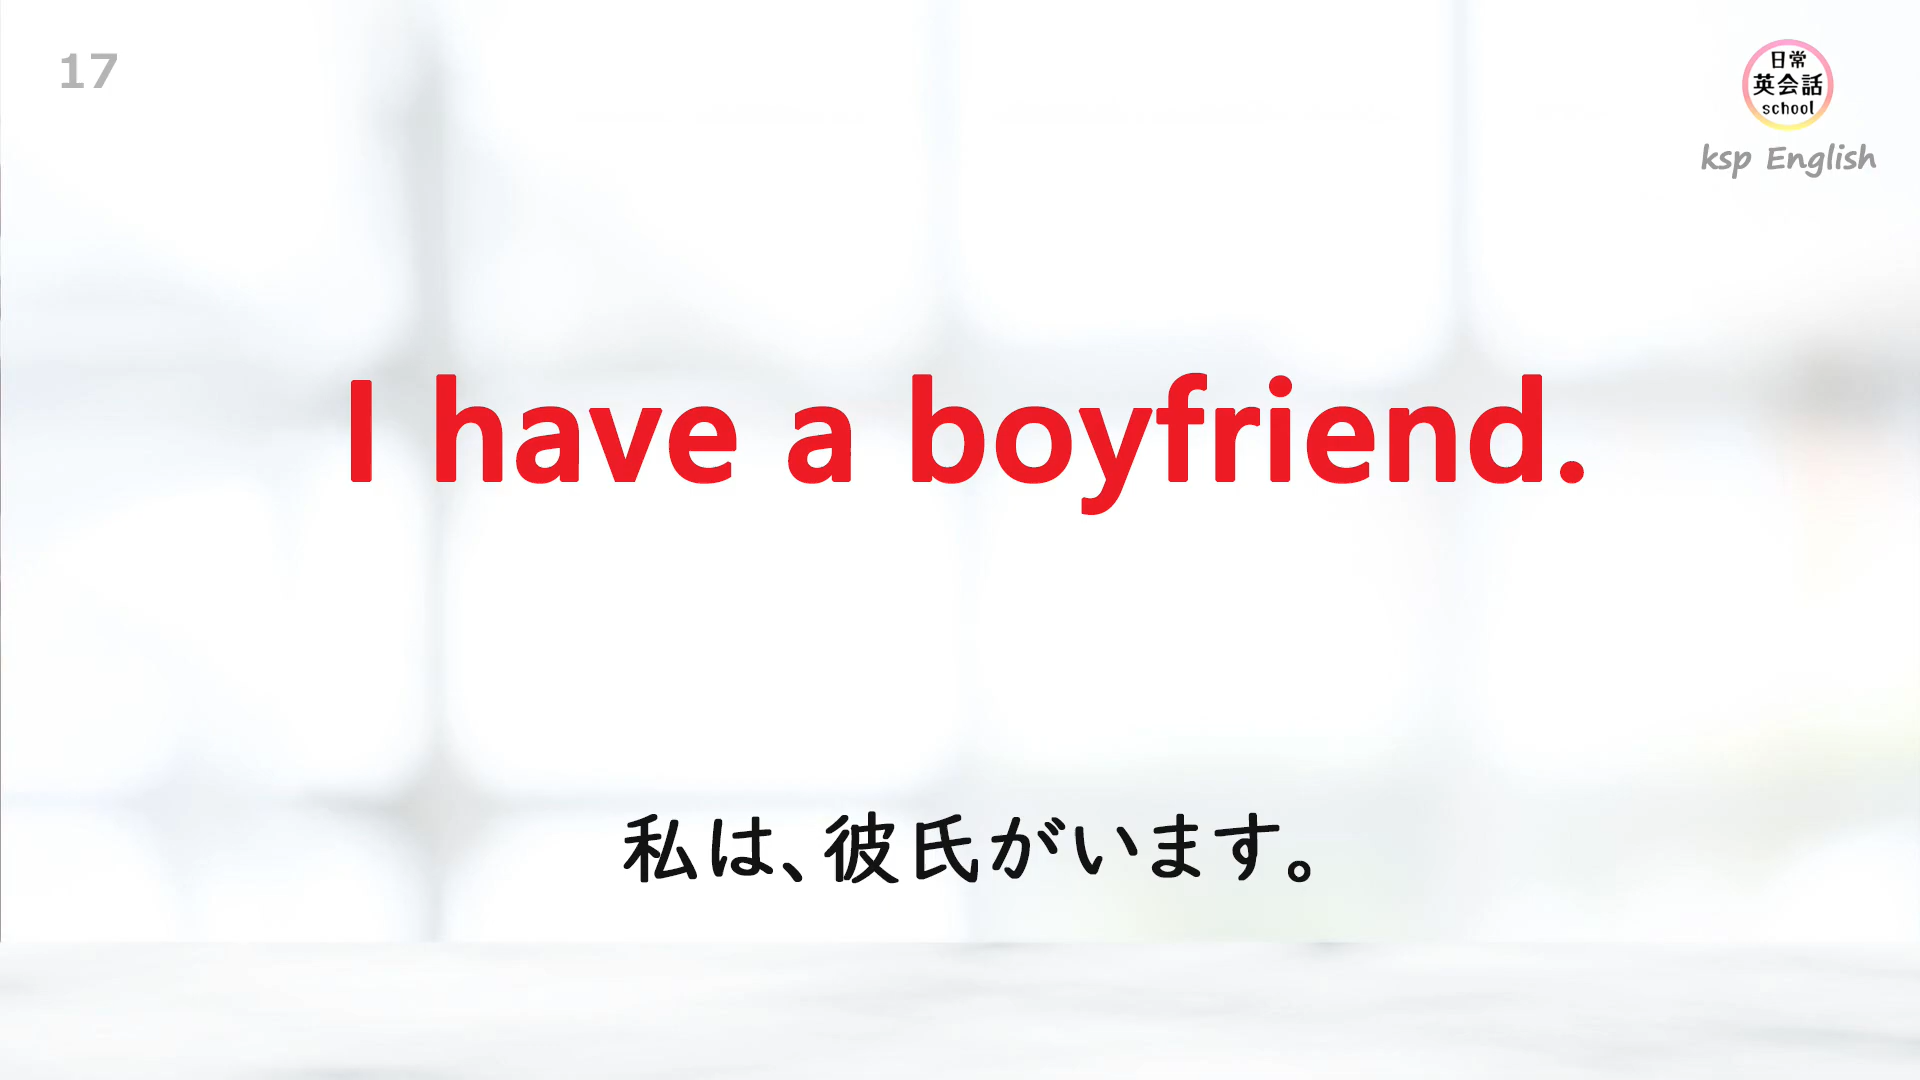 17
日常
英会話
school
ksp English
I have a boyfriend.
私は、彼氏がいます。